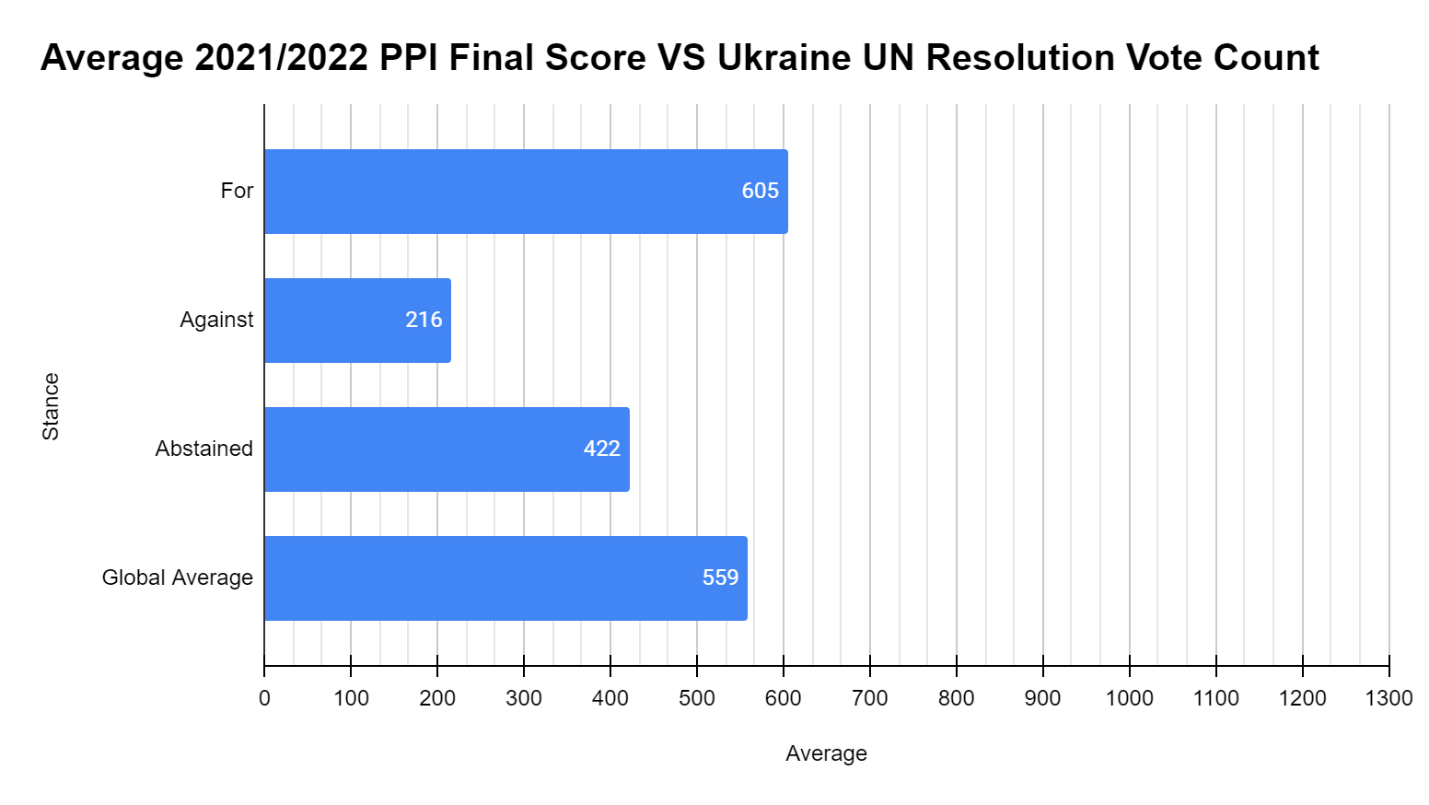 Average 2021/2022 PPI Final Score VS Ukraine UN Resolution Vote Count
For
605
Against
216
Stance
Abstained
422
Global Average
559
0 100 200 300 400 500 600 700 800 900 1000 1100 1200 1300
Average